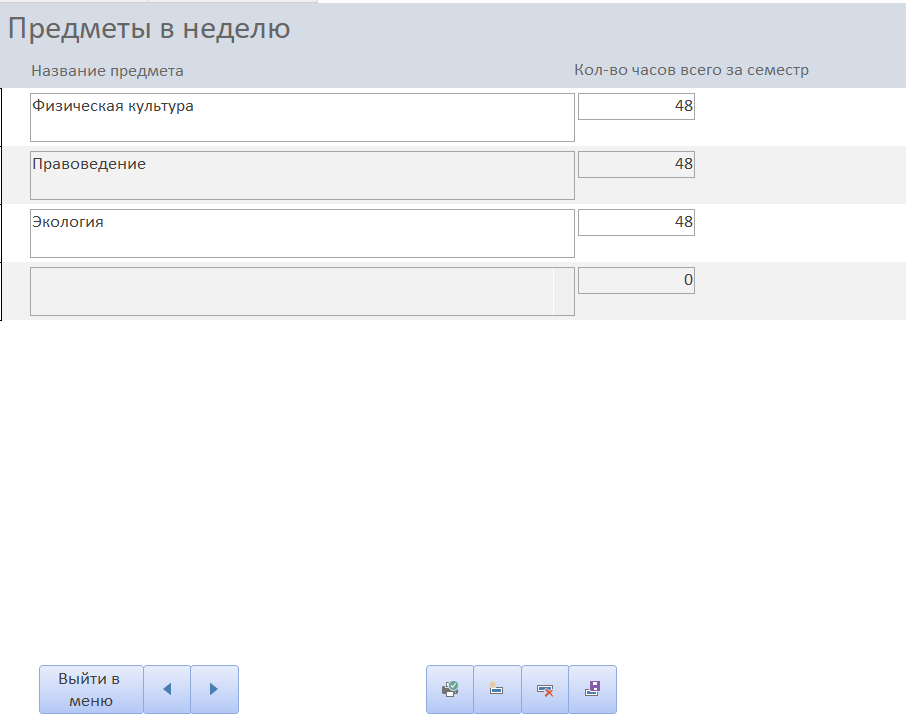 Предметы в неделю
Название предмета Кол-во часов всего за семестр
Физическая культура 48
Правоведение 48
Экология 48
0
Выйти в
меню